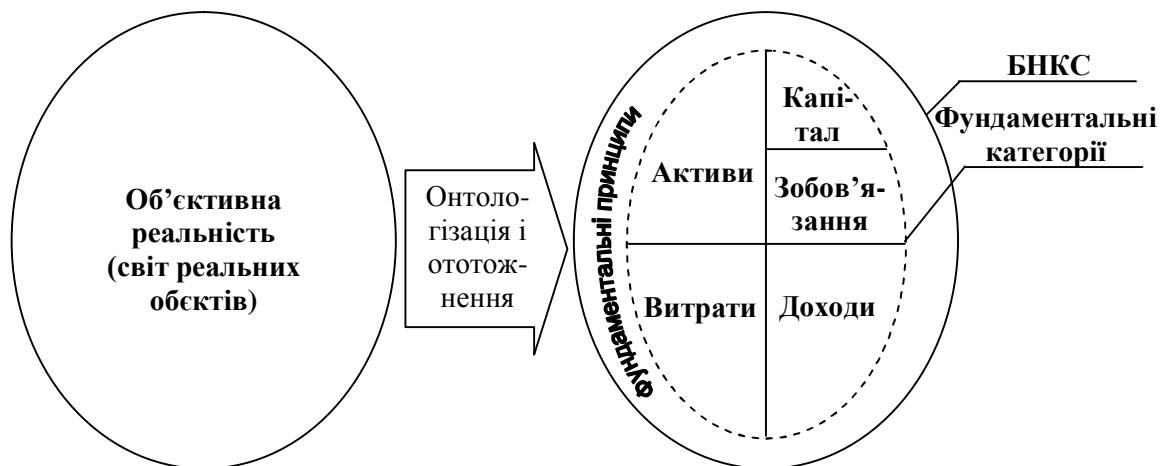 Об’єктивна
реальність
(світ реальних
обєктів)
Онтоло-
гізація і
ототож-
нення
Фундаментальні принципи
Активи
Капі-
тал
Зобов’я-
зання
Витрати
Доходи
БНКС
Фундаментальні
категорії